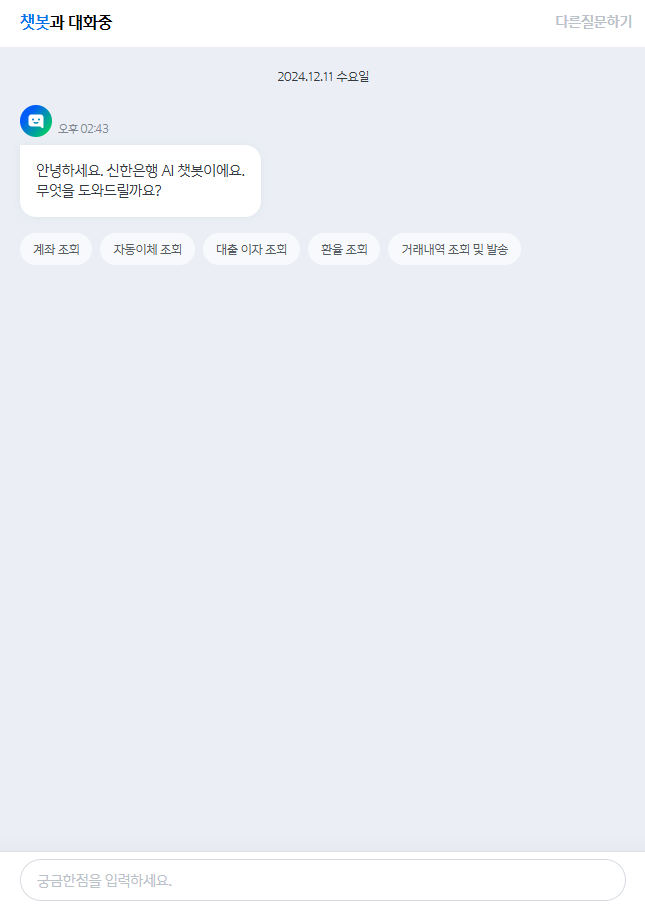 챗봇과 대화중
다른질문하기
2024.12.11 수요일
오후 02:43
안녕하세요. 신한은행 AI 챗봇이에요.
무엇을 도와드릴까요?
계좌 조회
자동이체 조회
대출 이자 조회
환율 조회
거래내역 조회 및 발송
궁금한점을 입력하세요.